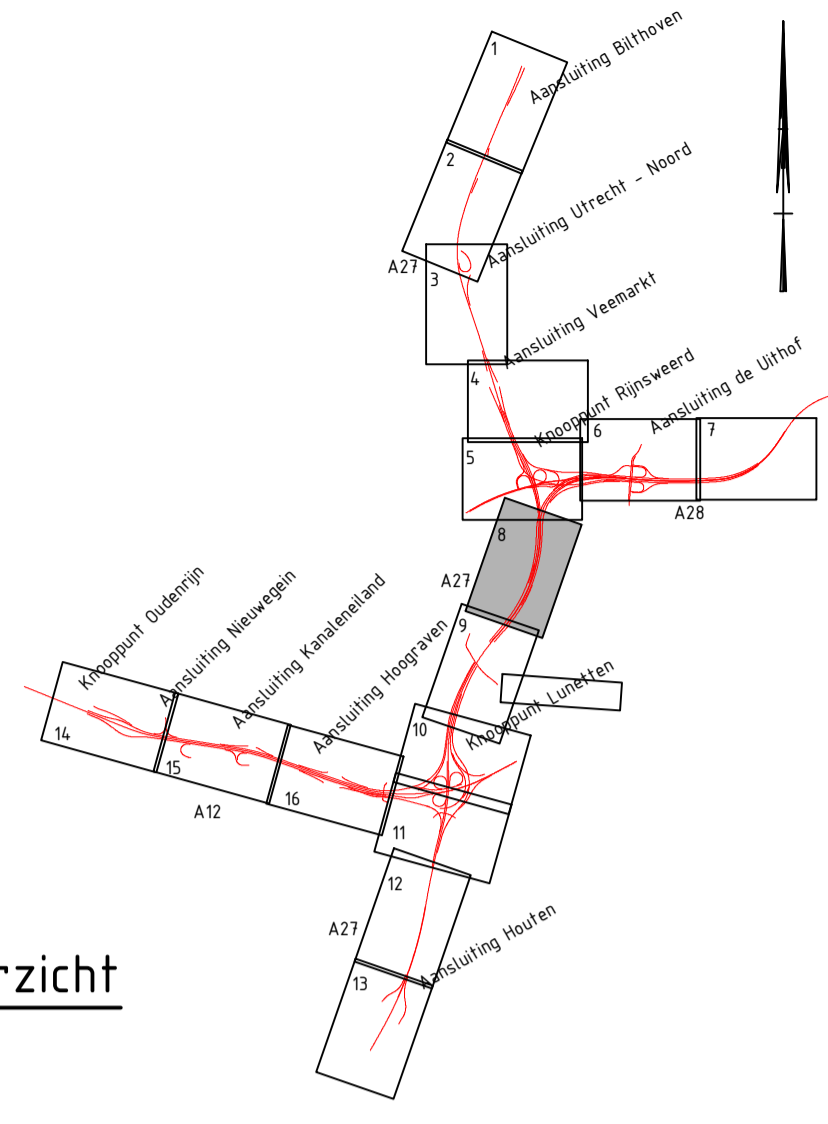 1
Aansluiting Bilthoven
2
Aansluiting Utrecht - Noord
A27
3
Aansluiting Veemarkt
4
Knooppunt Rijnsweerd
Aansluiting de Uithof
5
6
7
A28
8
A27
9
Knooppunt Oudenrijn
Aansluiting Nieuwegein
Aansluiting Kanaleneiland
Aansluiting Hoograven
Knooppunt Lunetten
10
14
15
16
A12
11
12
A27
Aansluiting Houten
13
rzicht